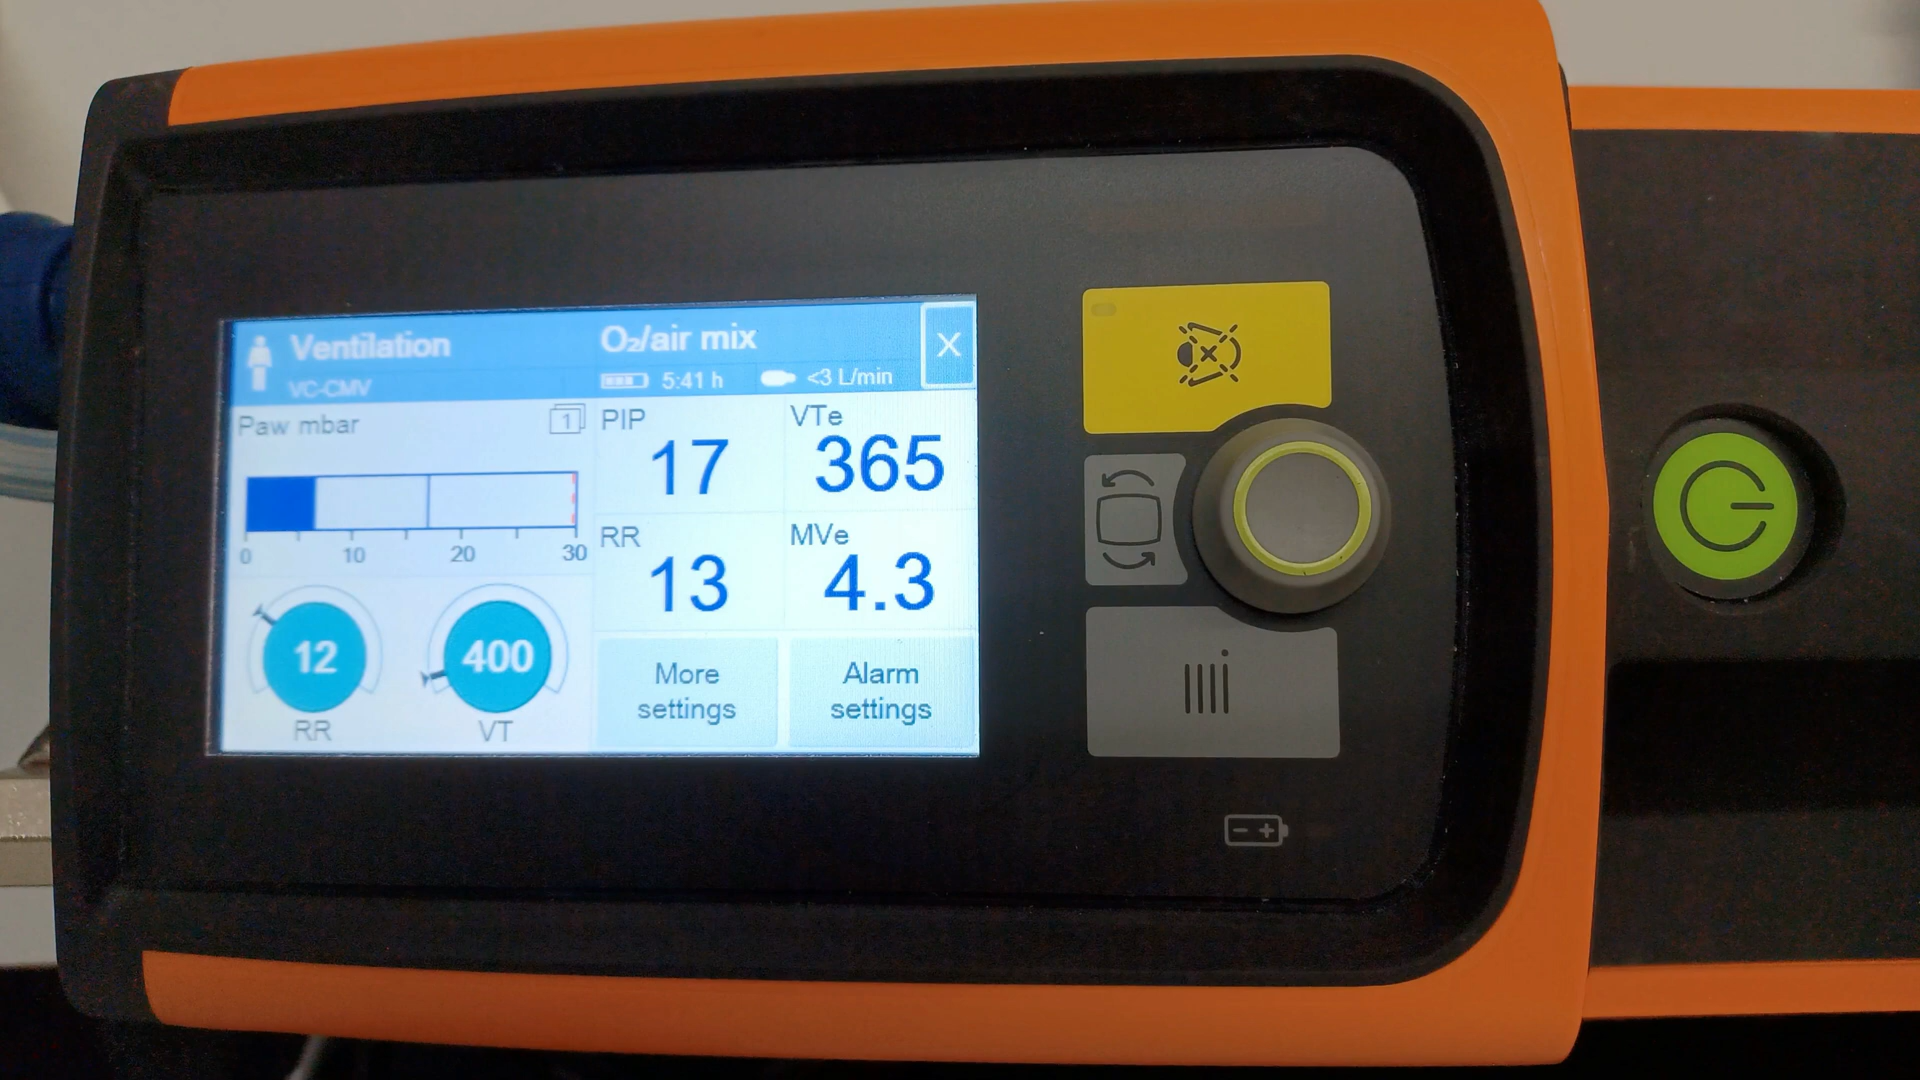 Ventilation
VC-CMV
O₂/air mix
5:41 h <3 L/min
X
Paw mbar
1
0 10 20 30
PIP
17
VTe
365
RR
13
MVe
4.3
12
RR
400
VT
More
settings
Alarm
settings